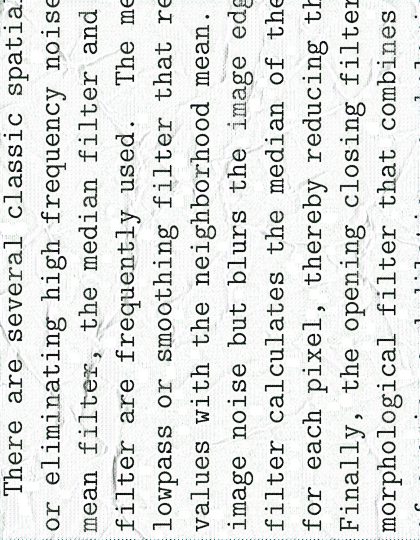 There are several classic spatial
or eliminating high frequency noise
mean filter, the median filter and
filter are frequently used. The me
lowpass or smoothing filter that re
values with the neighborhood mean.
image noise but blurs the image edg
filter calculates the median of the
for each pixel, thereby reducing th
Finally, the opening closing filter
morphological filter that combines